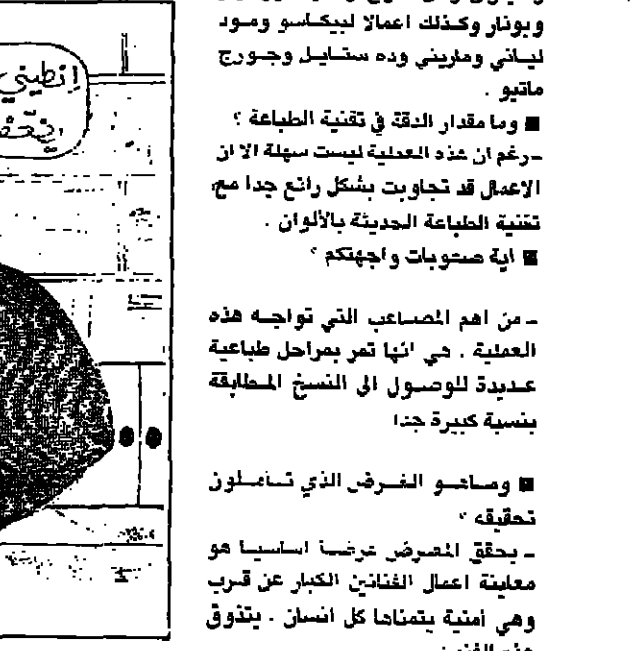 وبونار وكذلك اعمالا لبيكاسو ومود
لياني وماريني وده ستايل وجورج
ماتيو .
■ وما مقدار الدقة في تقنية الطباعة ؟
ـ رغم ان هذه العملية ليست سهلة الا ان
الاعمال قد تجاوبت بشكل رائع جدا مع
تقنية الطباعة الحديثة بالألوان .
■ اية صعوبات واجهتكم ؟
ـ من اهم المصاعب التي تواجه هذه
العملية . هي انها تمر بمراحل طباعية
عديدة للوصول الى النسخ المطابقة
بنسبة كبيرة جدا
■ وماهو الغرض الذي تأملون
تحقيقه ؟
ـ يحقق المعرض غرضا اساسيا هو
معاينة اعمال الفنانين الكبار عن قرب
وهي أمنية يتمناها كل انسان . يتذوق
إنطيني